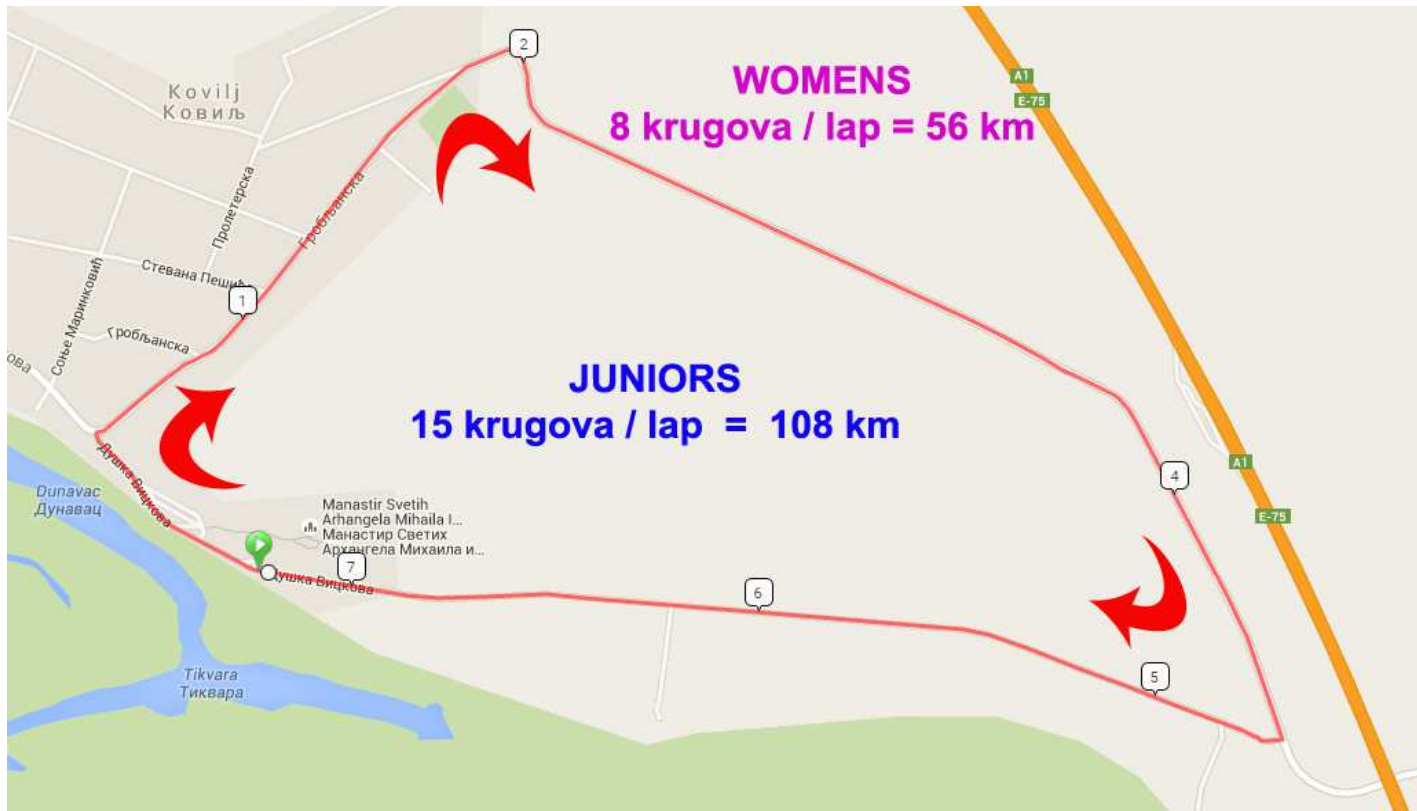 2
A1
E-75
WOMENS
8 krugova / lap = 56 km
Kovilj
Ковиљ
Пролетерска
Гробљанска
Стевана Пешић
1
Соње Маринковић
Гробљанска
ова
JUNIORS
15 krugova / lap = 108 km
Душка Вицкова
A1
4
E-75
Dunavac
Дунавац
Manastir Svetih
Arhangela Mihaila I...
Манастир Светих
Архангела Михаила и...
7
Душка Вицкова
6
5
Tikvara
Тиквара